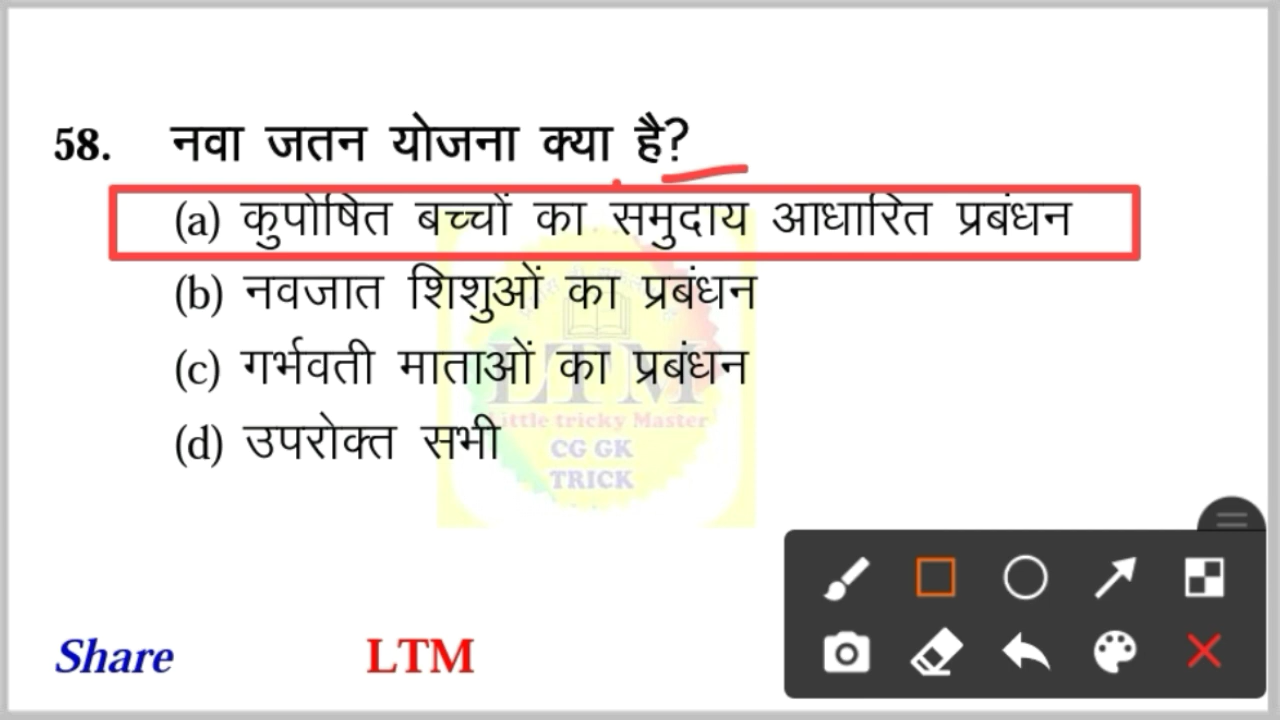 58. नवा जतन योजना क्या है?
(a) कुपोषित बच्चों का समुदाय आधारित प्रबंधन
(b) नवजात शिशुओं का प्रबंधन
(c) गर्भवती माताओं का प्रबंधन
(d) उपरोक्त सभी
LTM
Little tricky Master
CG GK
TRICK
Share LTM